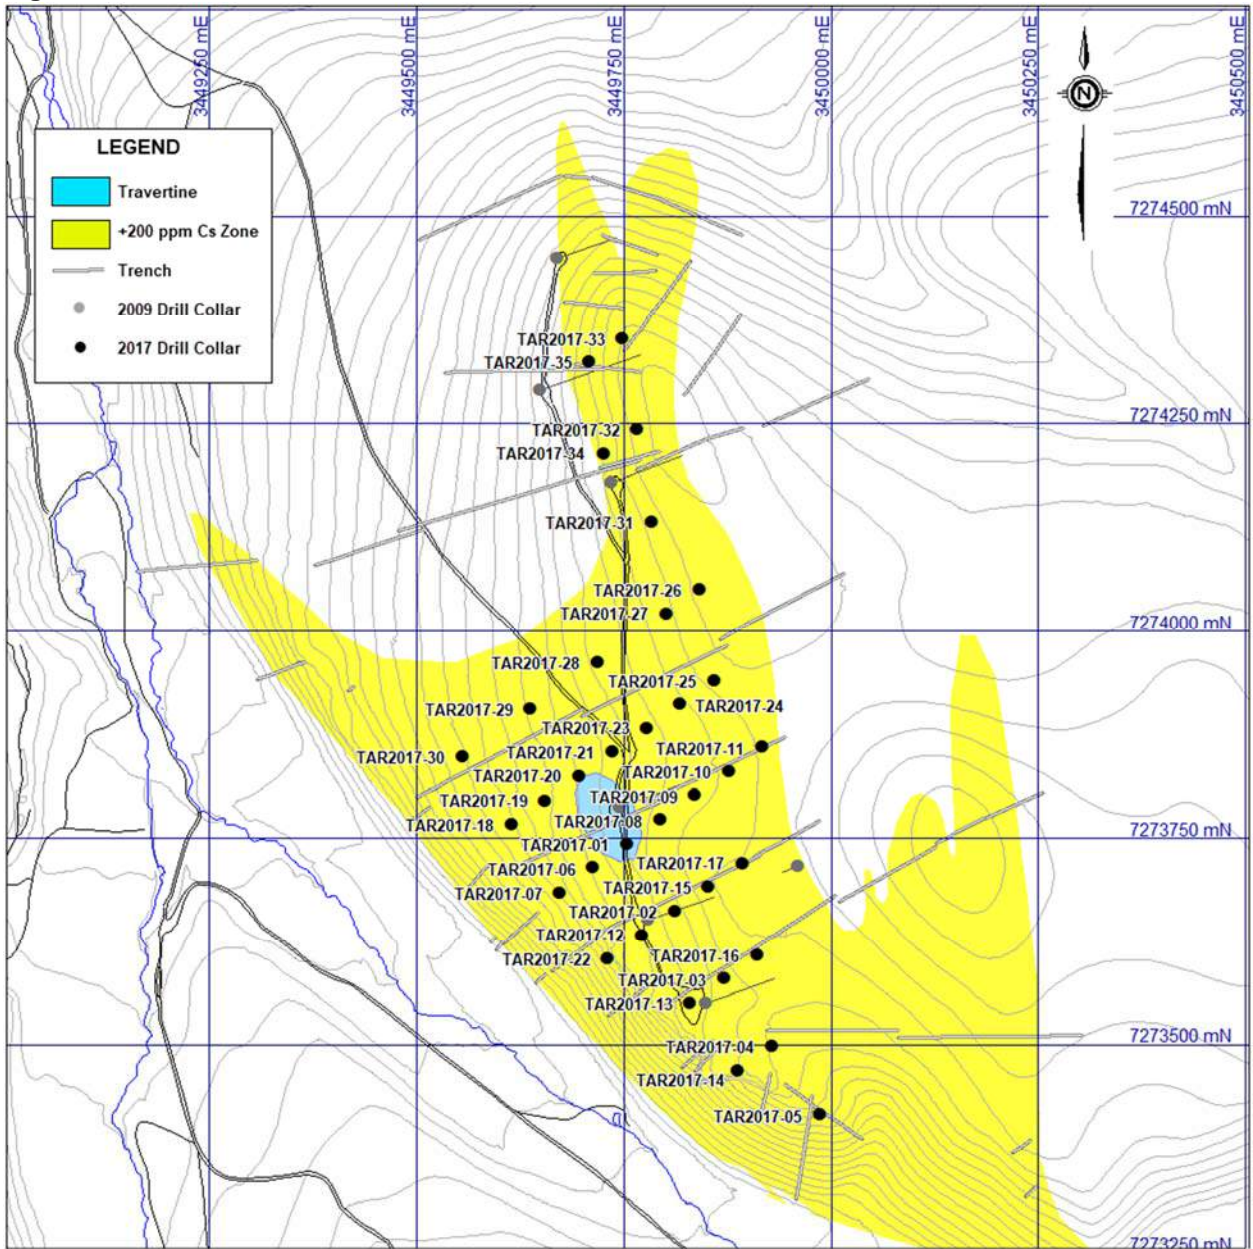 3449250 mE
3449500 mE
3449750 mE
3450000 mE
3450250 mE
3450500 mE
N
LEGEND
Travertine
+200 ppm Cs Zone
Trench
2009 Drill Collar
2017 Drill Collar
7274500 mN
TAR2017-33
TAR2017-35
7274250 mN
TAR2017-32
TAR2017-34
TAR2017-31
TAR2017-26
TAR2017-27
7274000 mN
TAR2017-28
TAR2017-25
TAR2017-24
TAR2017-29
TAR2017-23
TAR2017-11
TAR2017-21
TAR2017-30
TAR2017-10
TAR2017-20
TAR2017-09
TAR2017-19
TAR2017-08
TAR2017-18
7273750 mN
TAR2017-01
TAR2017-17
TAR2017-06
TAR2017-15
TAR2017-07
TAR2017-02
TAR2017-12
TAR2017-16
TAR2017-22
TAR2017-03
TAR2017-13
7273500 mN
TAR2017-04
TAR2017-14
TAR2017-05
7273250 mN